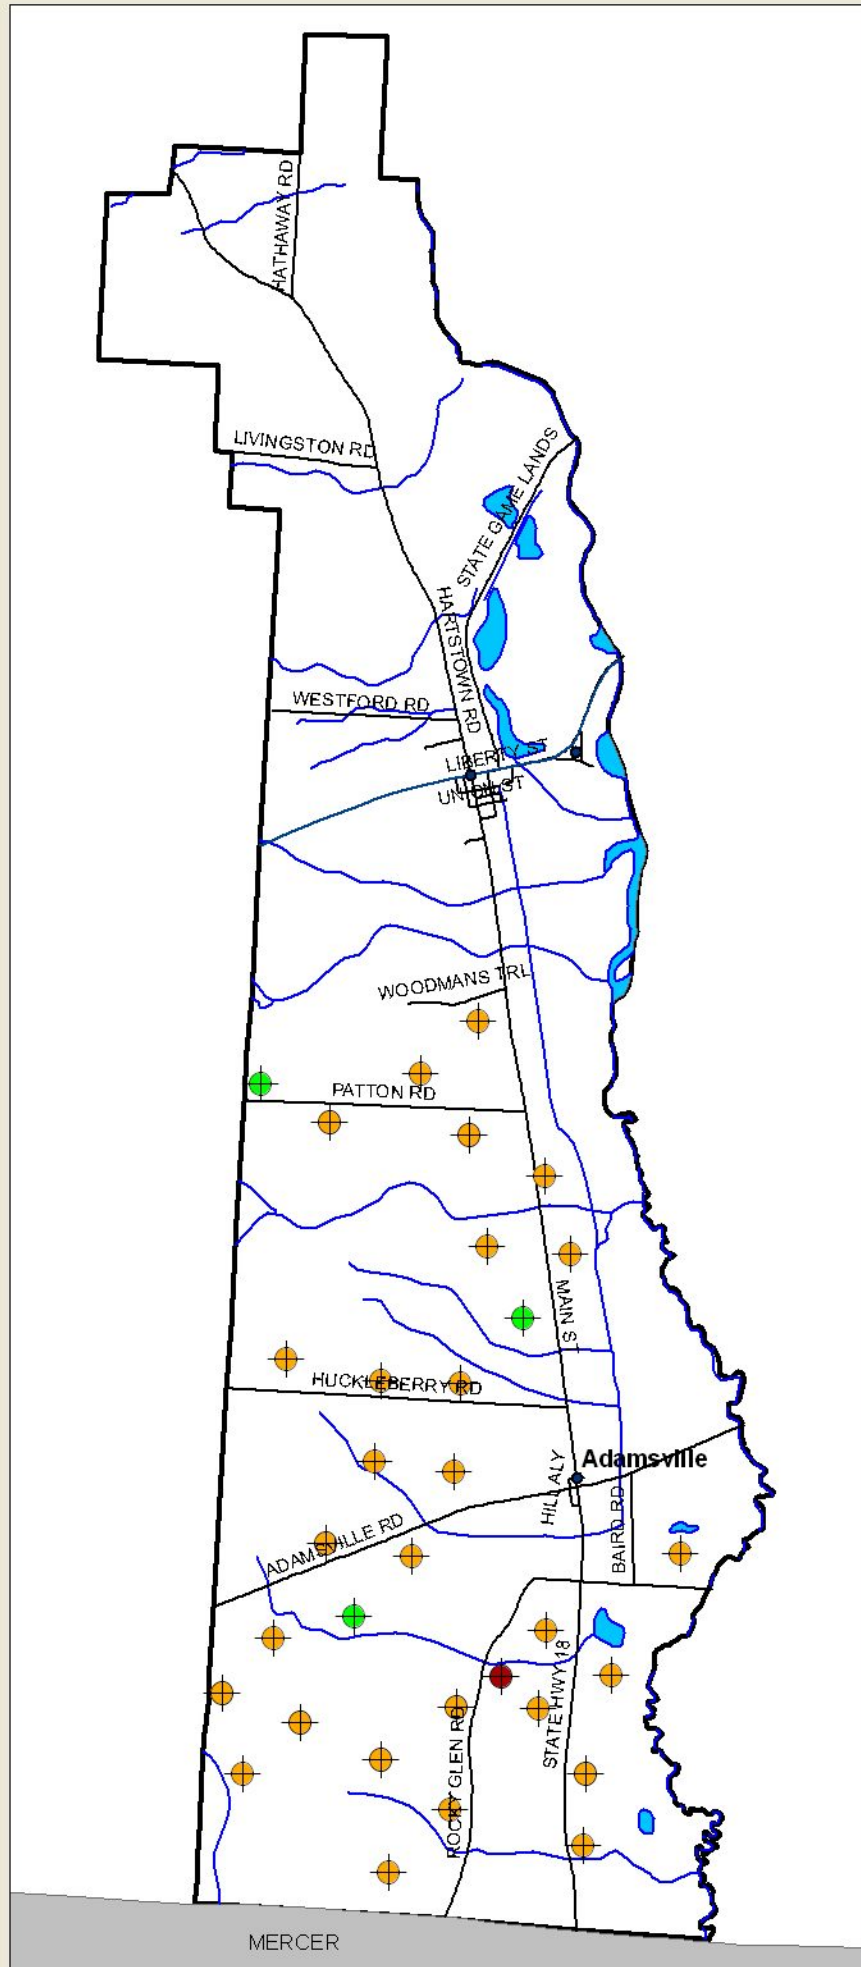 HATHAWAY RD
LIVINGSTON RD
STATE GAME LANDS
HARTSTOWN RD
WESTFORD RD
LIBERTY ST
UNION ST
WOODMANS TRL
PATTON RD
MAIN S
HUCKLEBERRY RD
Adamsville
HILL ALY
BAIRD RD
ADAMSVILLE RD
STATE HWY 18
ROCKY GLEN RD
MERCER